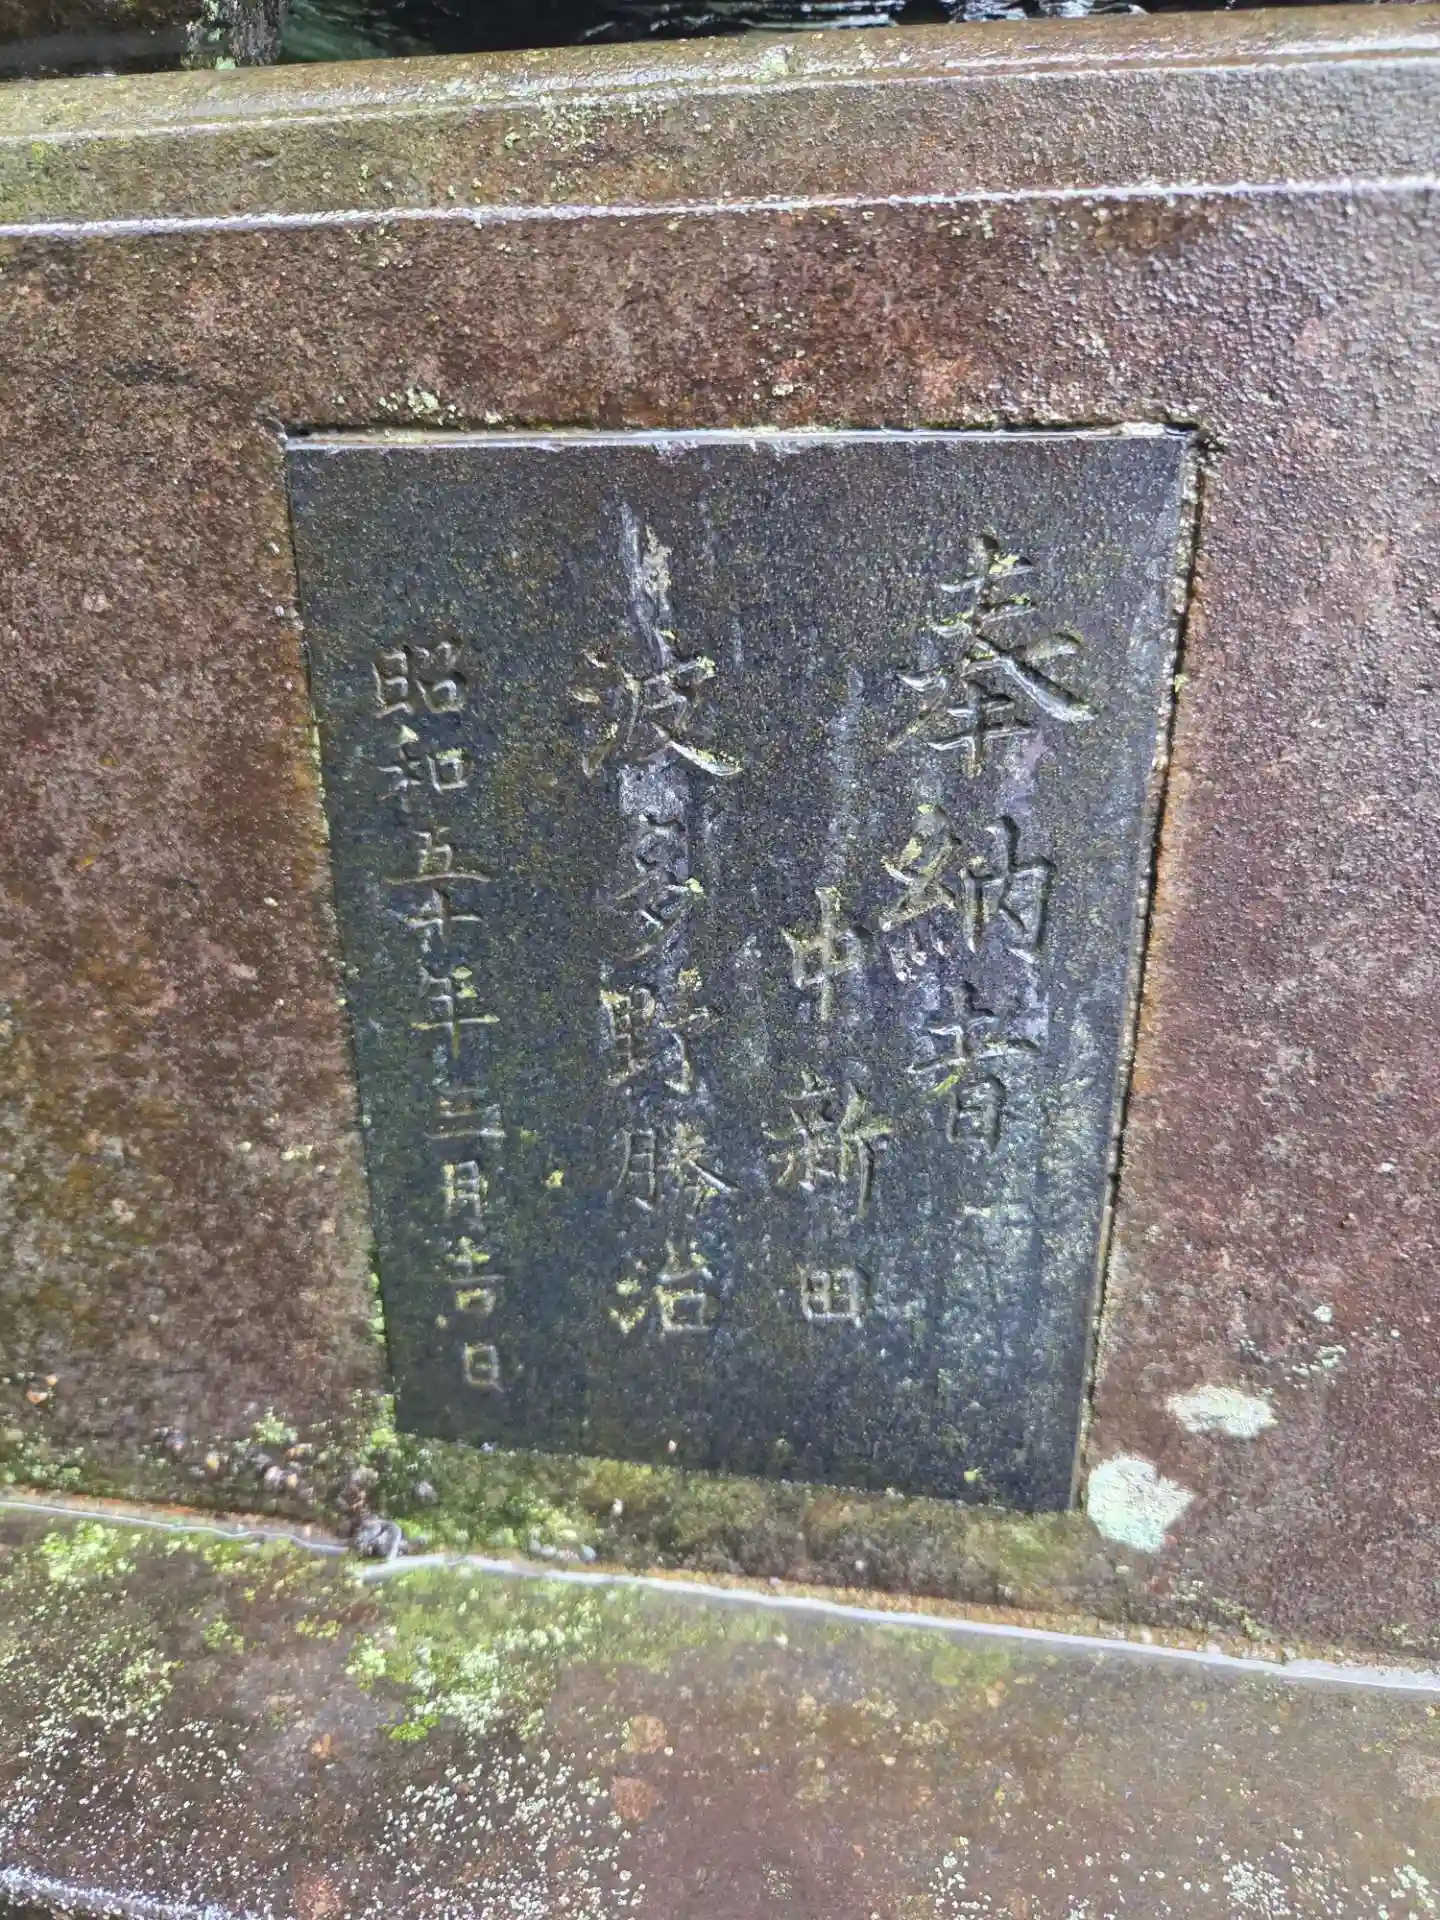 奉納者
中新田
波多野勝治
昭和五十年三月吉日